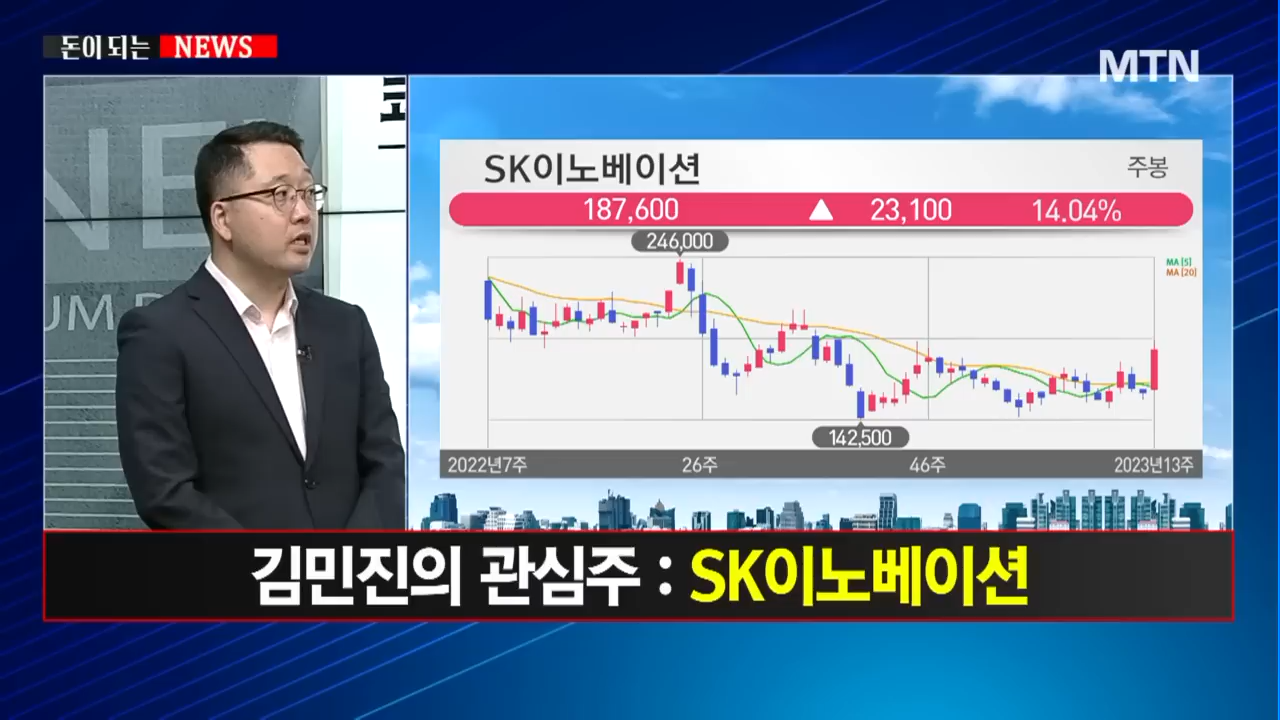 돈이 되는 NEWS
MTN
NE
UM
SK이노베이션
주봉
187,600 ▲ 23,100 14.04%
246,000
MA [5]
MA [20]
142,500
2022년7주 26주 46주 2023년13주
김민진의 관심주 : SK이노베이션